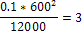 0.1 * 600² / 12000 = 3